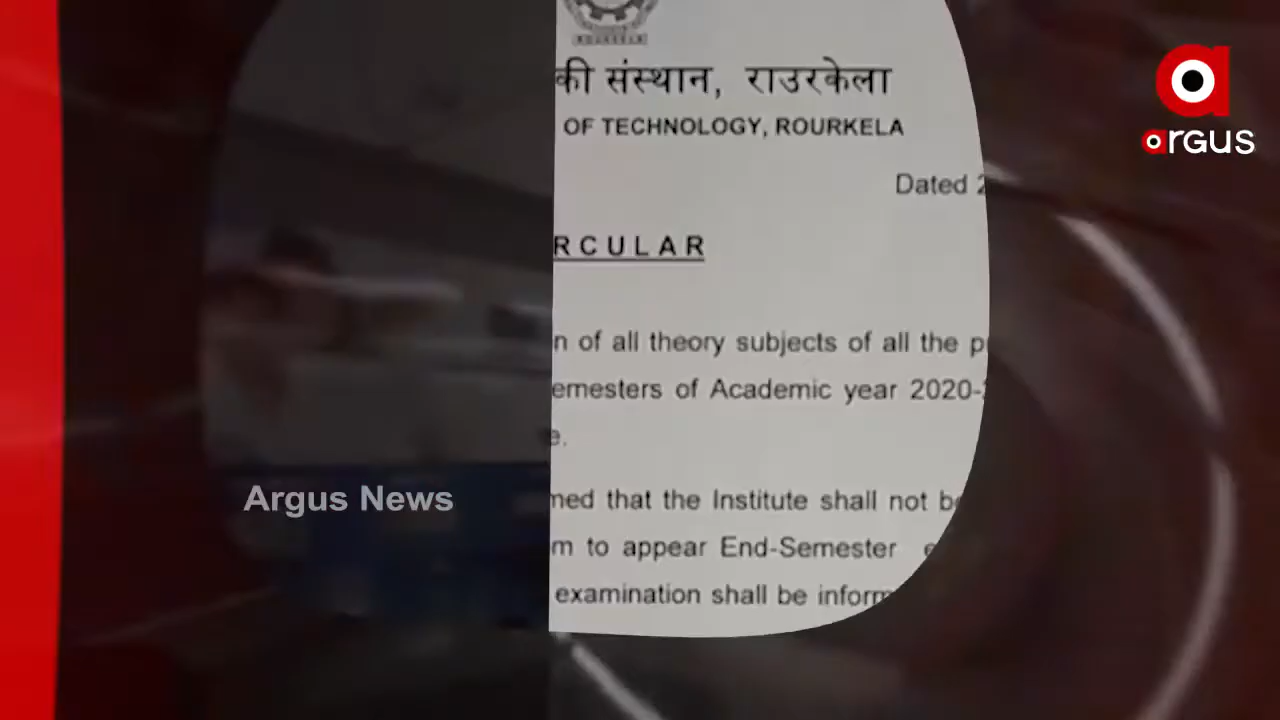 की संस्थान, राउरकेला
OF TECHNOLOGY, ROURKELA
Dated
RCULAR
n of all theory subjects of all the p
emesters of Academic year 2020-
e.
med that the Institute shall not be
m to appear End-Semester e
examination shall be inform
Argus News
argus